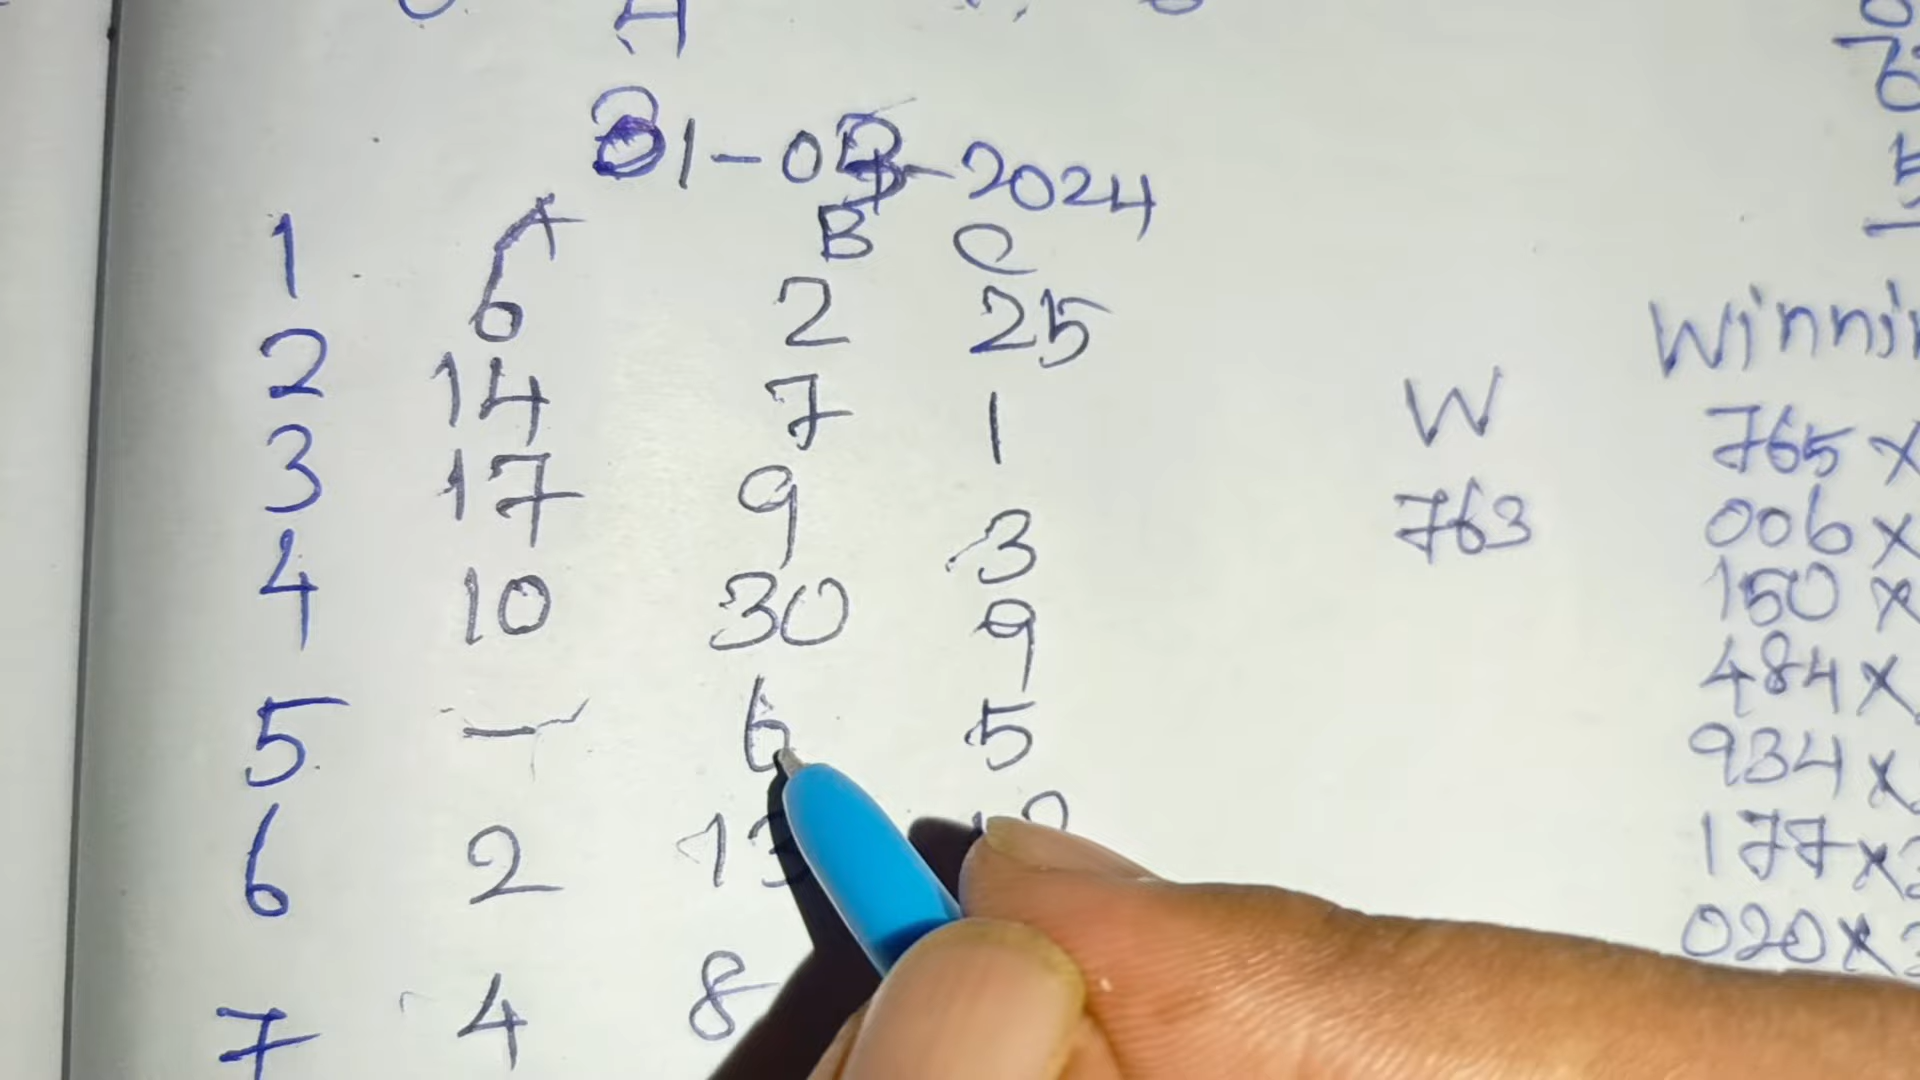 31-03-2024
A B C
1 6 2 25
2 14 7 1
3 17 9 3
4 10 30 9
5 — 6 5
6 2 13
7 4 8
W
763
765 x
006 x
150 x
484 x
934 x
177 x
020 x